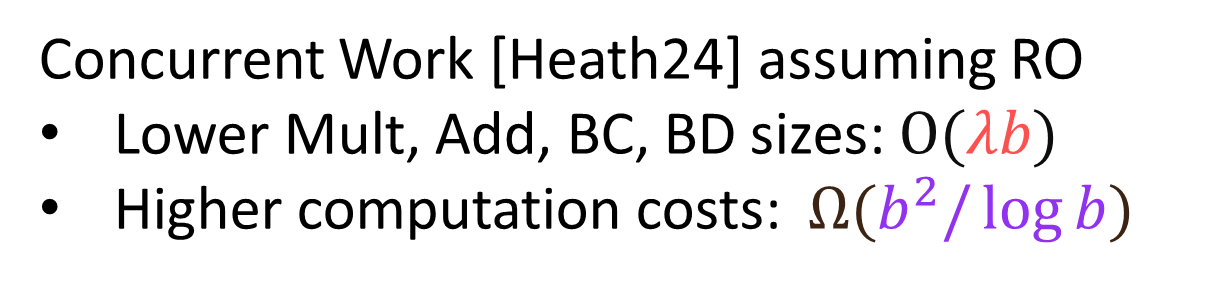 Concurrent Work [Heath24] assuming RO
• Lower Mult, Add, BC, BD sizes: O(λb)
• Higher computation costs: Ω(b²/log b)